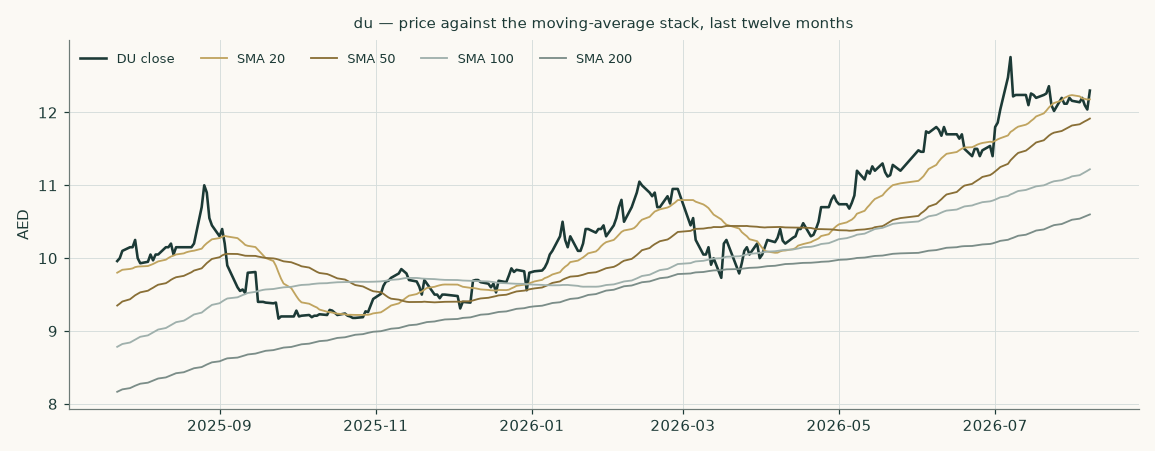 du — price against the moving-average stack, last twelve months
DU close SMA 20 SMA 50 SMA 100 SMA 200
AED
12
11
10
9
8
2025-09 2025-11 2026-01 2026-03 2026-05 2026-07